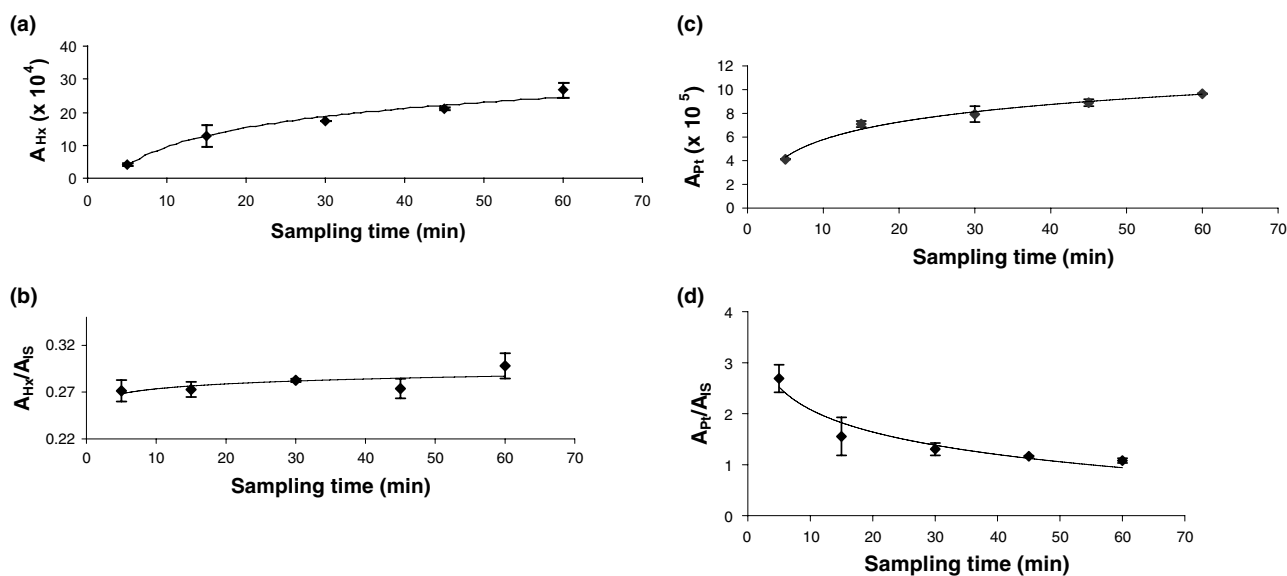 (a)
A_Hx (x 10^4)
40
30
20
10
0
0 10 20 30 40 50 60 70
Sampling time (min)
(b)
A_Hx/A_IS
0.32
0.27
0.22
0 10 20 30 40 50 60 70
Sampling time (min)
(c)
A_Pt (x 10^5)
12
10
8
6
4
2
0
0 10 20 30 40 50 60 70
Sampling time (min)
(d)
A_Pt/A_IS
4
3
2
1
0
0 10 20 30 40 50 60 70
Sampling time (min)